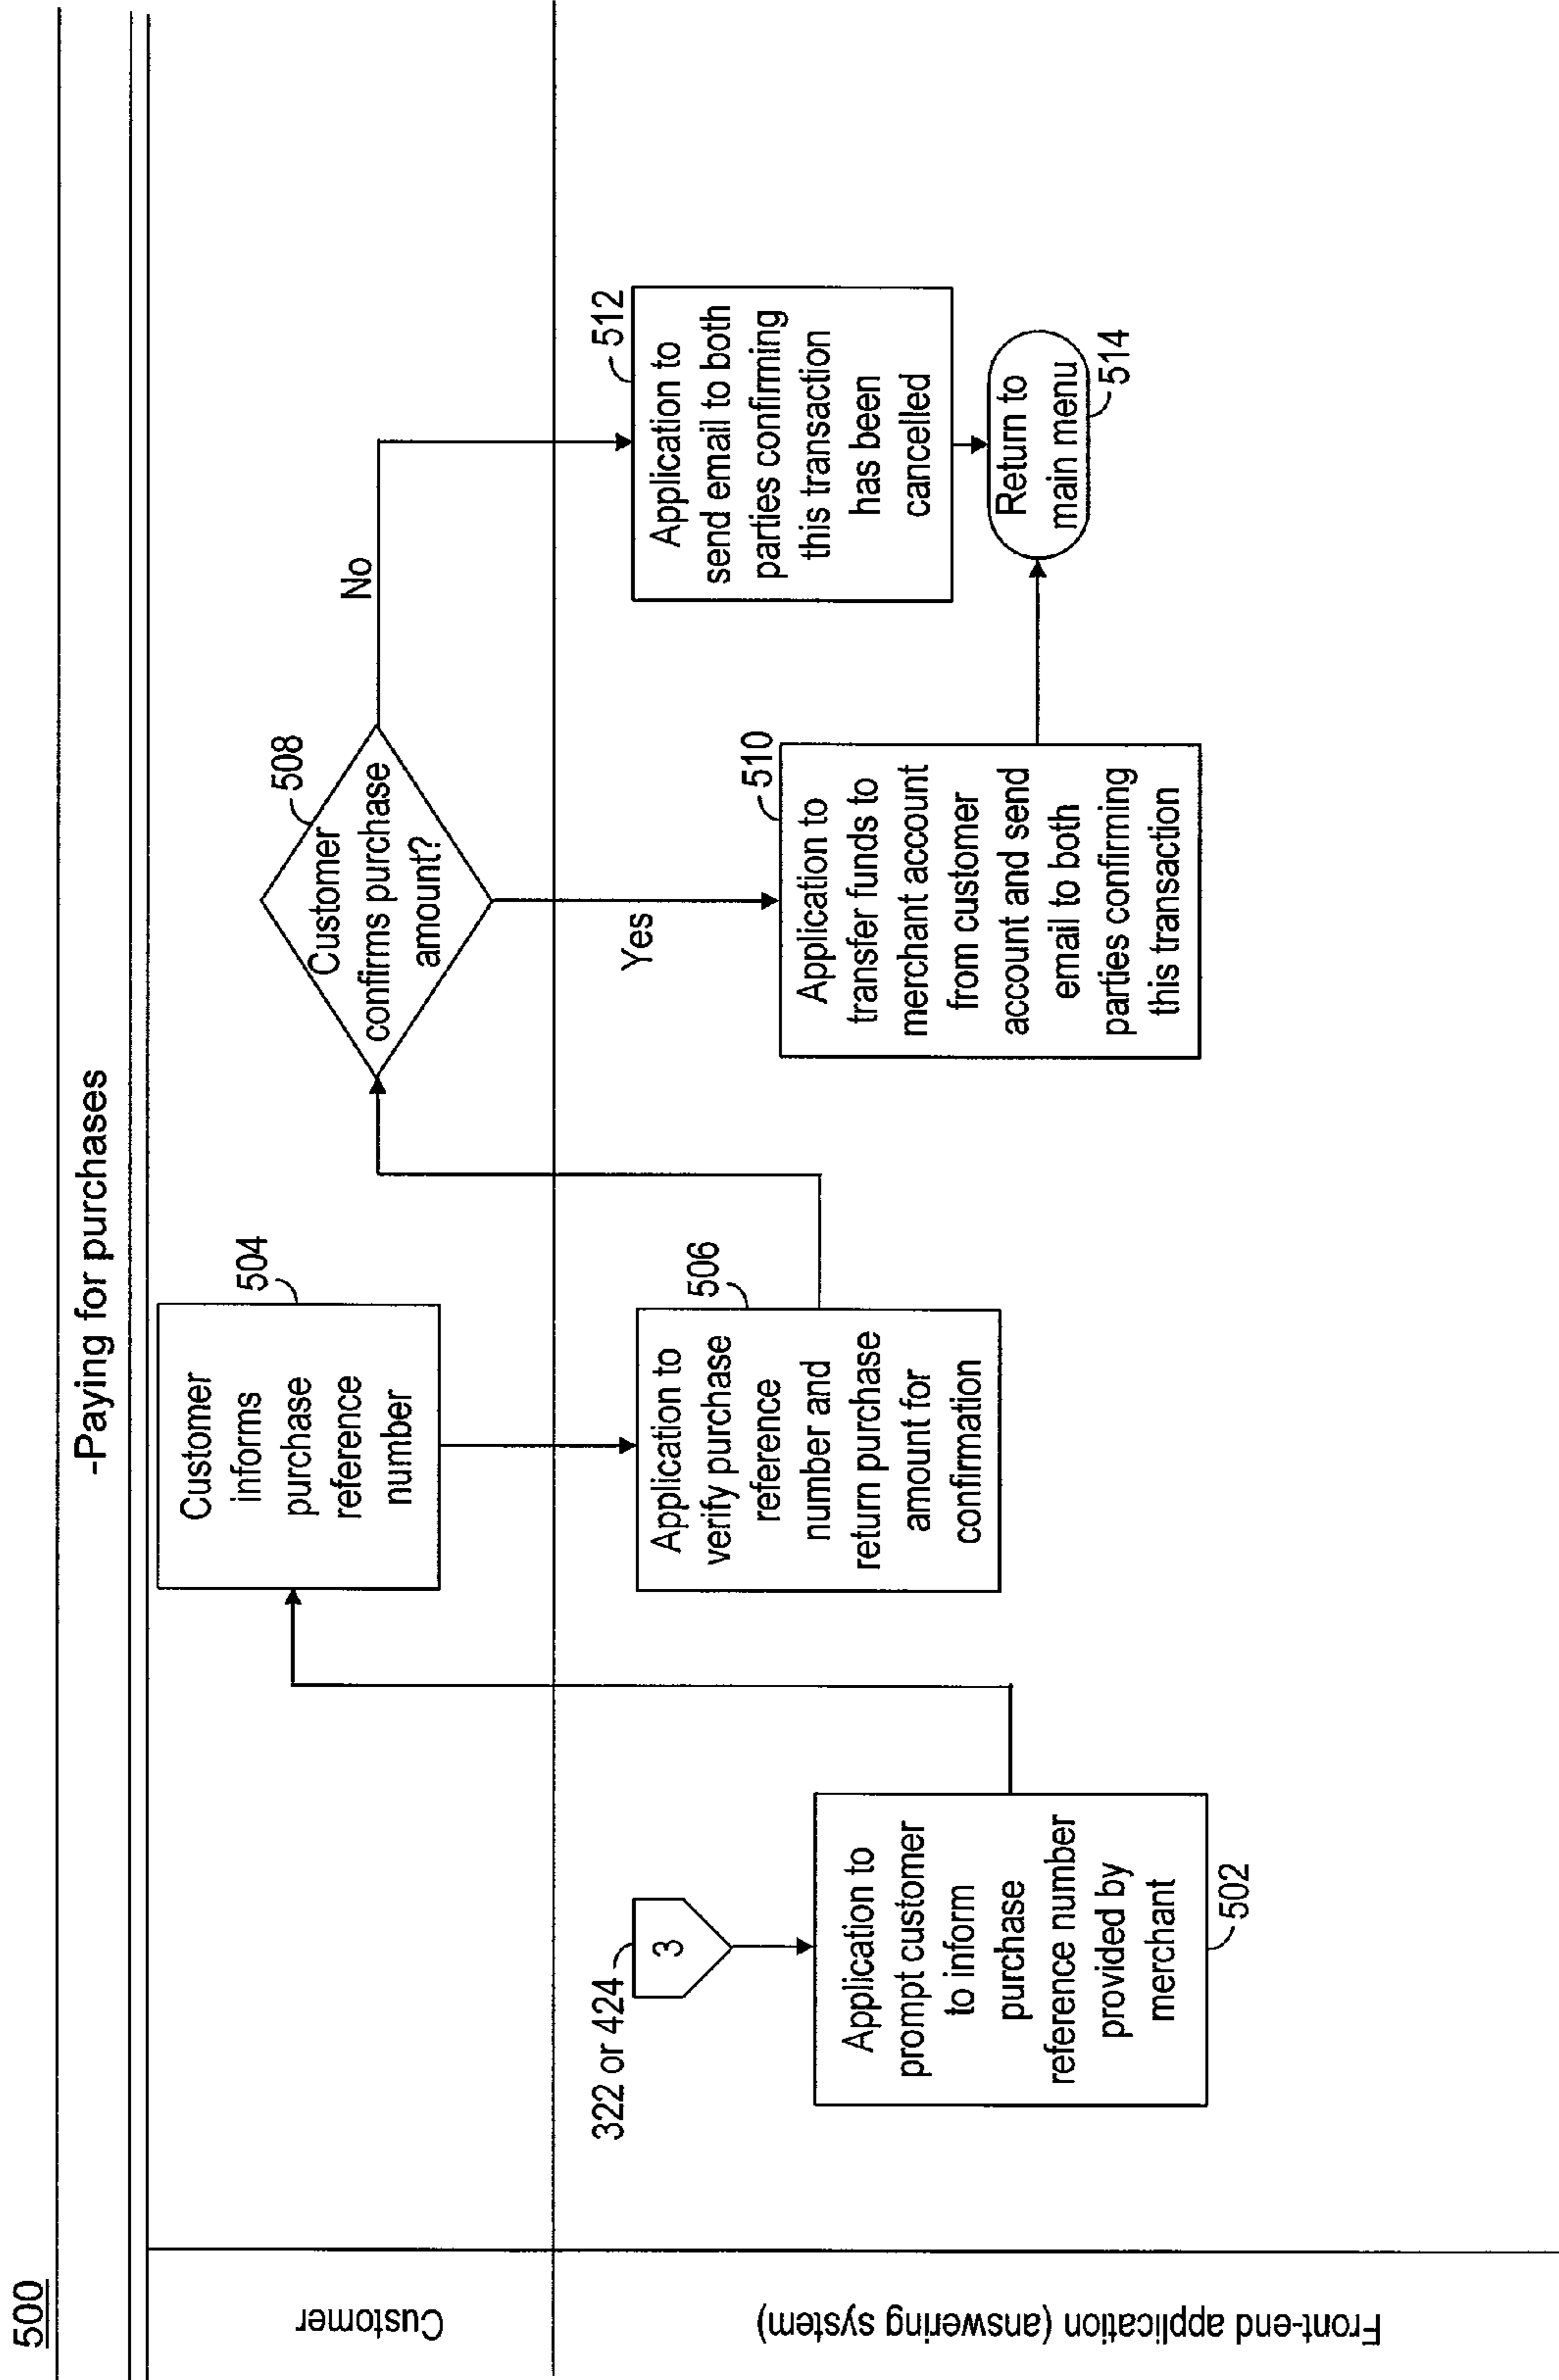 500
-Paying for purchases
Customer
Customer
informs
purchase
reference
number
504
Customer
confirms purchase
amount?
508
No
Yes
Front-end application (answering system)
322 or 424
3
Application to
prompt customer
to inform
purchase
reference number
provided by
merchant
502
Application to
verify purchase
reference
number and
return purchase
amount for
confirmation
506
Application to
transfer funds to
merchant account
from customer
account and send
email to both
parties confirming
this transaction
510
Application to
send email to both
parties confirming
this transaction
has been
cancelled
512
Return to
main menu
514